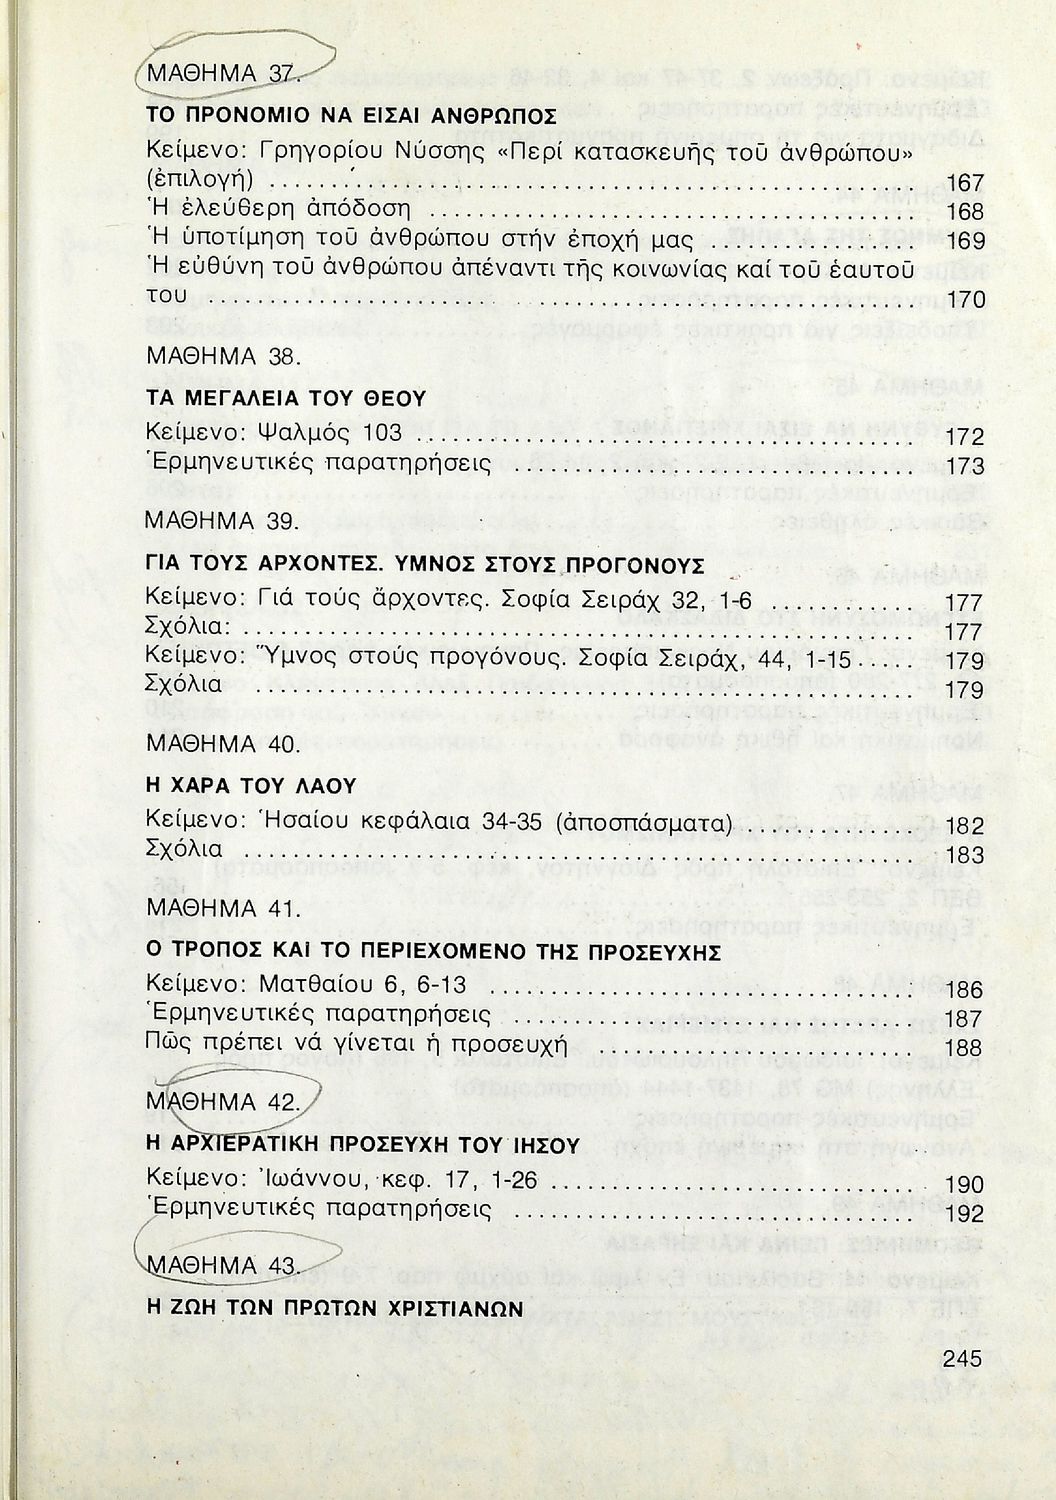 ΜΑΘΗΜΑ 37.
ΤΟ ΠΡΟΝΟΜΙΟ ΝΑ ΕΙΣΑΙ ΑΝΘΡΩΠΟΣ
Κείμενο: Γρηγορίου Νύσσης «Περί κατασκευῆς τοῦ ἀνθρώπου»
(ἐπιλογή) ........ 167
Ἡ ἐλεύθερη ἀπόδοση ........ 168
Ἡ ὑποτίμηση τοῦ ἀνθρώπου στήν ἐποχή μας ........ 169
Ἡ εὐθύνη τοῦ ἀνθρώπου ἀπέναντι τῆς κοινωνίας καί τοῦ ἑαυτοῦ
του ........ 170
ΜΑΘΗΜΑ 38.
ΤΑ ΜΕΓΑΛΕΙΑ ΤΟΥ ΘΕΟΥ
Κείμενο: Ψαλμός 103 ........ 172
Ἑρμηνευτικές παρατηρήσεις ........ 173
ΜΑΘΗΜΑ 39.
ΓΙΑ ΤΟΥΣ ΑΡΧΟΝΤΕΣ. ΥΜΝΟΣ ΣΤΟΥΣ ΠΡΟΓΟΝΟΥΣ
Κείμενο: Γιά τούς ἄρχοντες. Σοφία Σειράχ 32, 1-6 ........ 177
Σχόλια: ........ 177
Κείμενο: Ὕμνος στούς προγόνους. Σοφία Σειράχ, 44, 1-15 ..... 179
Σχόλια ........ 179
ΜΑΘΗΜΑ 40.
Η ΧΑΡΑ ΤΟΥ ΛΑΟΥ
Κείμενο: Ἡσαίου κεφάλαια 34-35 (ἀποσπάσματα) ........ 182
Σχόλια ........ 183
ΜΑΘΗΜΑ 41.
Ο ΤΡΟΠΟΣ ΚΑΙ ΤΟ ΠΕΡΙΕΧΟΜΕΝΟ ΤΗΣ ΠΡΟΣΕΥΧΗΣ
Κείμενο: Ματθαίου 6, 6-13 ........ 186
Ἑρμηνευτικές παρατηρήσεις ........ 187
Πῶς πρέπει νά γίνεται ἡ προσευχή ........ 188
ΜΑΘΗΜΑ 42.
Η ΑΡΧΙΕΡΑΤΙΚΗ ΠΡΟΣΕΥΧΗ ΤΟΥ ΙΗΣΟΥ
Κείμενο: Ἰωάννου, κεφ. 17, 1-26 ........ 190
Ἑρμηνευτικές παρατηρήσεις ........ 192
ΜΑΘΗΜΑ 43.
Η ΖΩΗ ΤΩΝ ΠΡΩΤΩΝ ΧΡΙΣΤΙΑΝΩΝ
245